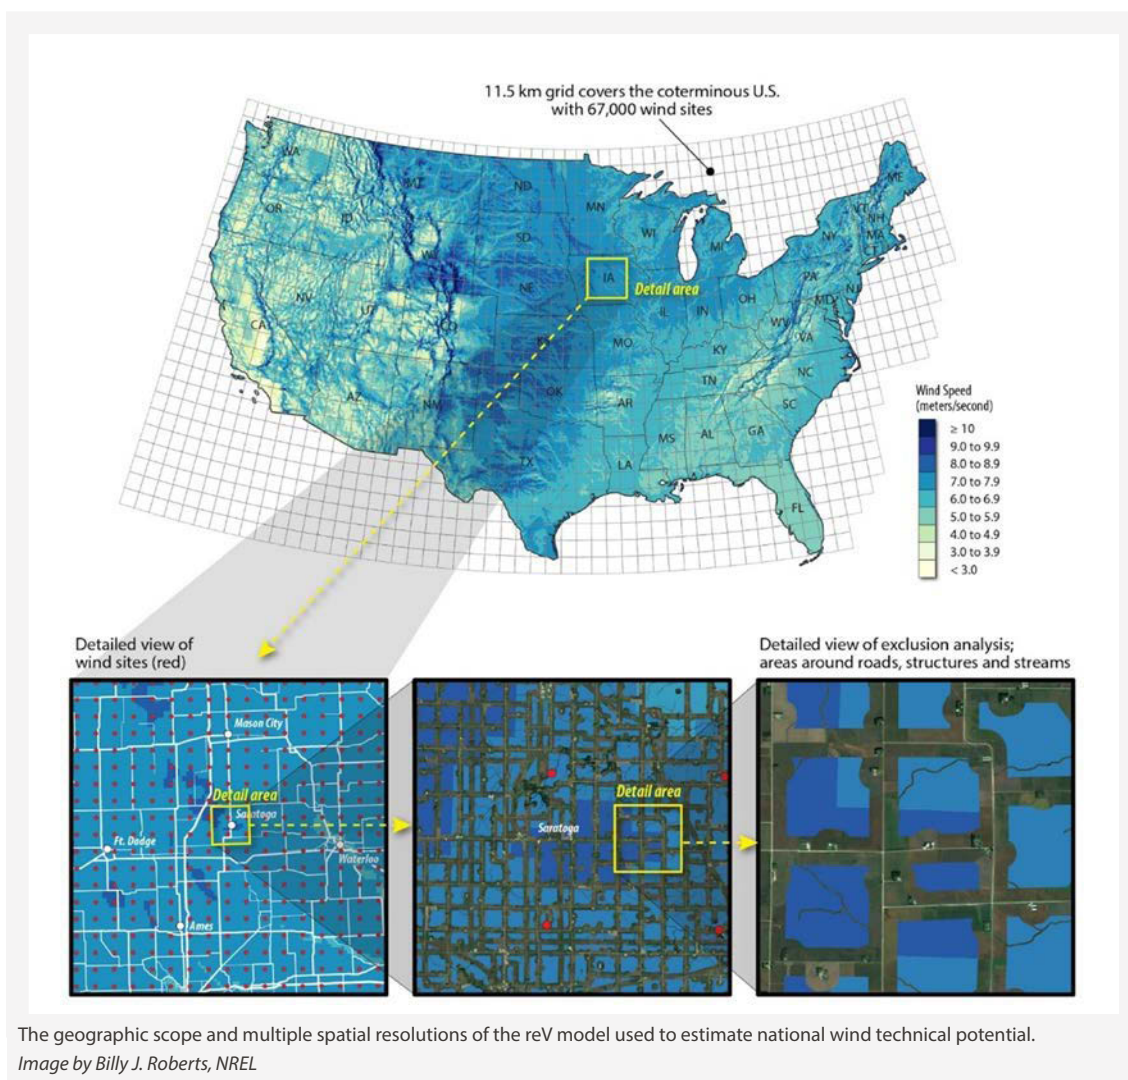 11.5 km grid covers the coterminous U.S.
with 67,000 wind sites
WA
MT
ND
MN
ME
OR
ID
SD
WI
MI
VT
NH
NY
MA
CT
WY
IA
Detail area
NE
PA
NJ
NV
UT
CO
IL
IN
OH
MD
WV
VA
CA
KS
MO
KY
AZ
NM
OK
AR
TN
NC
SC
MS
AL
GA
TX
LA
FL
Wind Speed
(meters/second)
≥ 10
9.0 to 9.9
8.0 to 8.9
7.0 to 7.9
6.0 to 6.9
5.0 to 5.9
4.0 to 4.9
3.0 to 3.9
< 3.0
Detailed view of
wind sites (red)
Mason City
Detail area
Saratoga
Ft. Dodge
Waterloo
Ames
Detail area
Saratoga
Detailed view of exclusion analysis;
areas around roads, structures and streams
The geographic scope and multiple spatial resolutions of the reV model used to estimate national wind technical potential.
Image by Billy J. Roberts, NREL